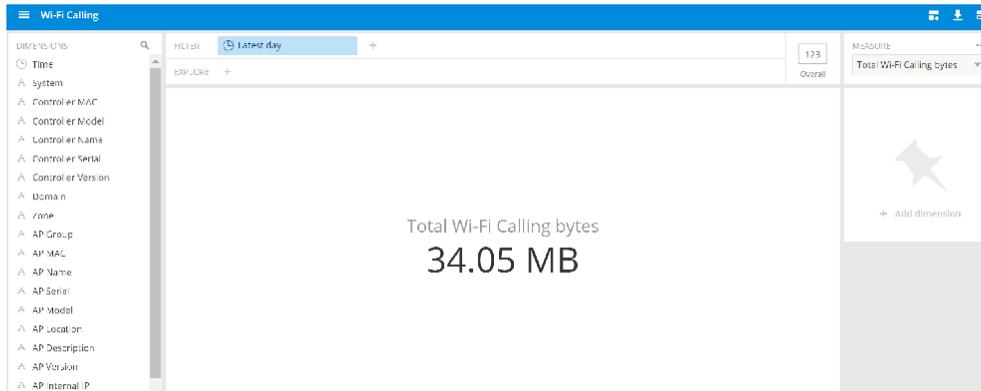 Wi-Fi Calling
DIMENSIONS
Time
System
Controller MAC
Controller Model
Controller Name
Controller Serial
Controller Version
Domain
Zone
AP Group
AP MAC
AP Name
AP Serial
AP Model
AP Location
AP Description
AP Version
AP Internal IP
FILTER
Latest day
+
EXPLORE +
123
Overall
Total Wi-Fi Calling bytes
34.05 MB
MEASURE
Total Wi-Fi Calling bytes
+ Add dimension